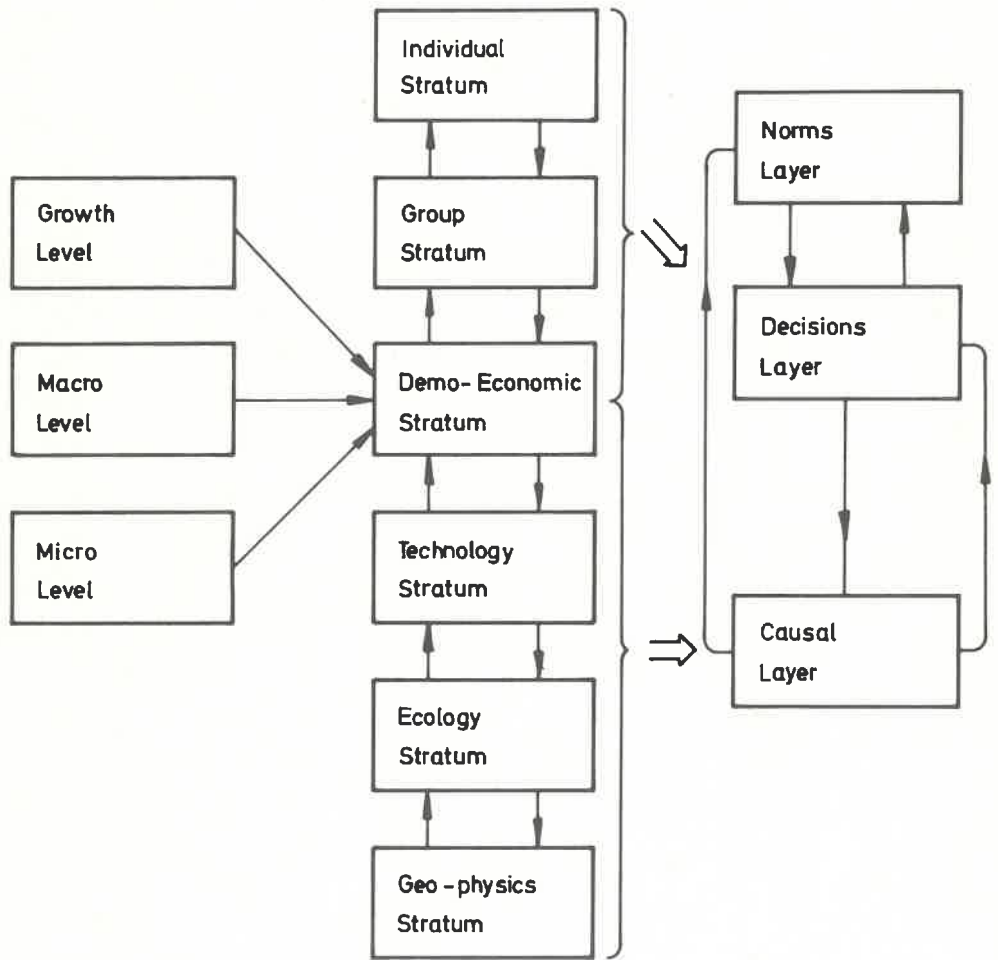 Individual
Stratum
Norms
Layer
Growth
Level
Group
Stratum
Decisions
Layer
Macro
Level
Demo-Economic
Stratum
Micro
Level
Technology
Stratum
Causal
Layer
Ecology
Stratum
Geo-physics
Stratum